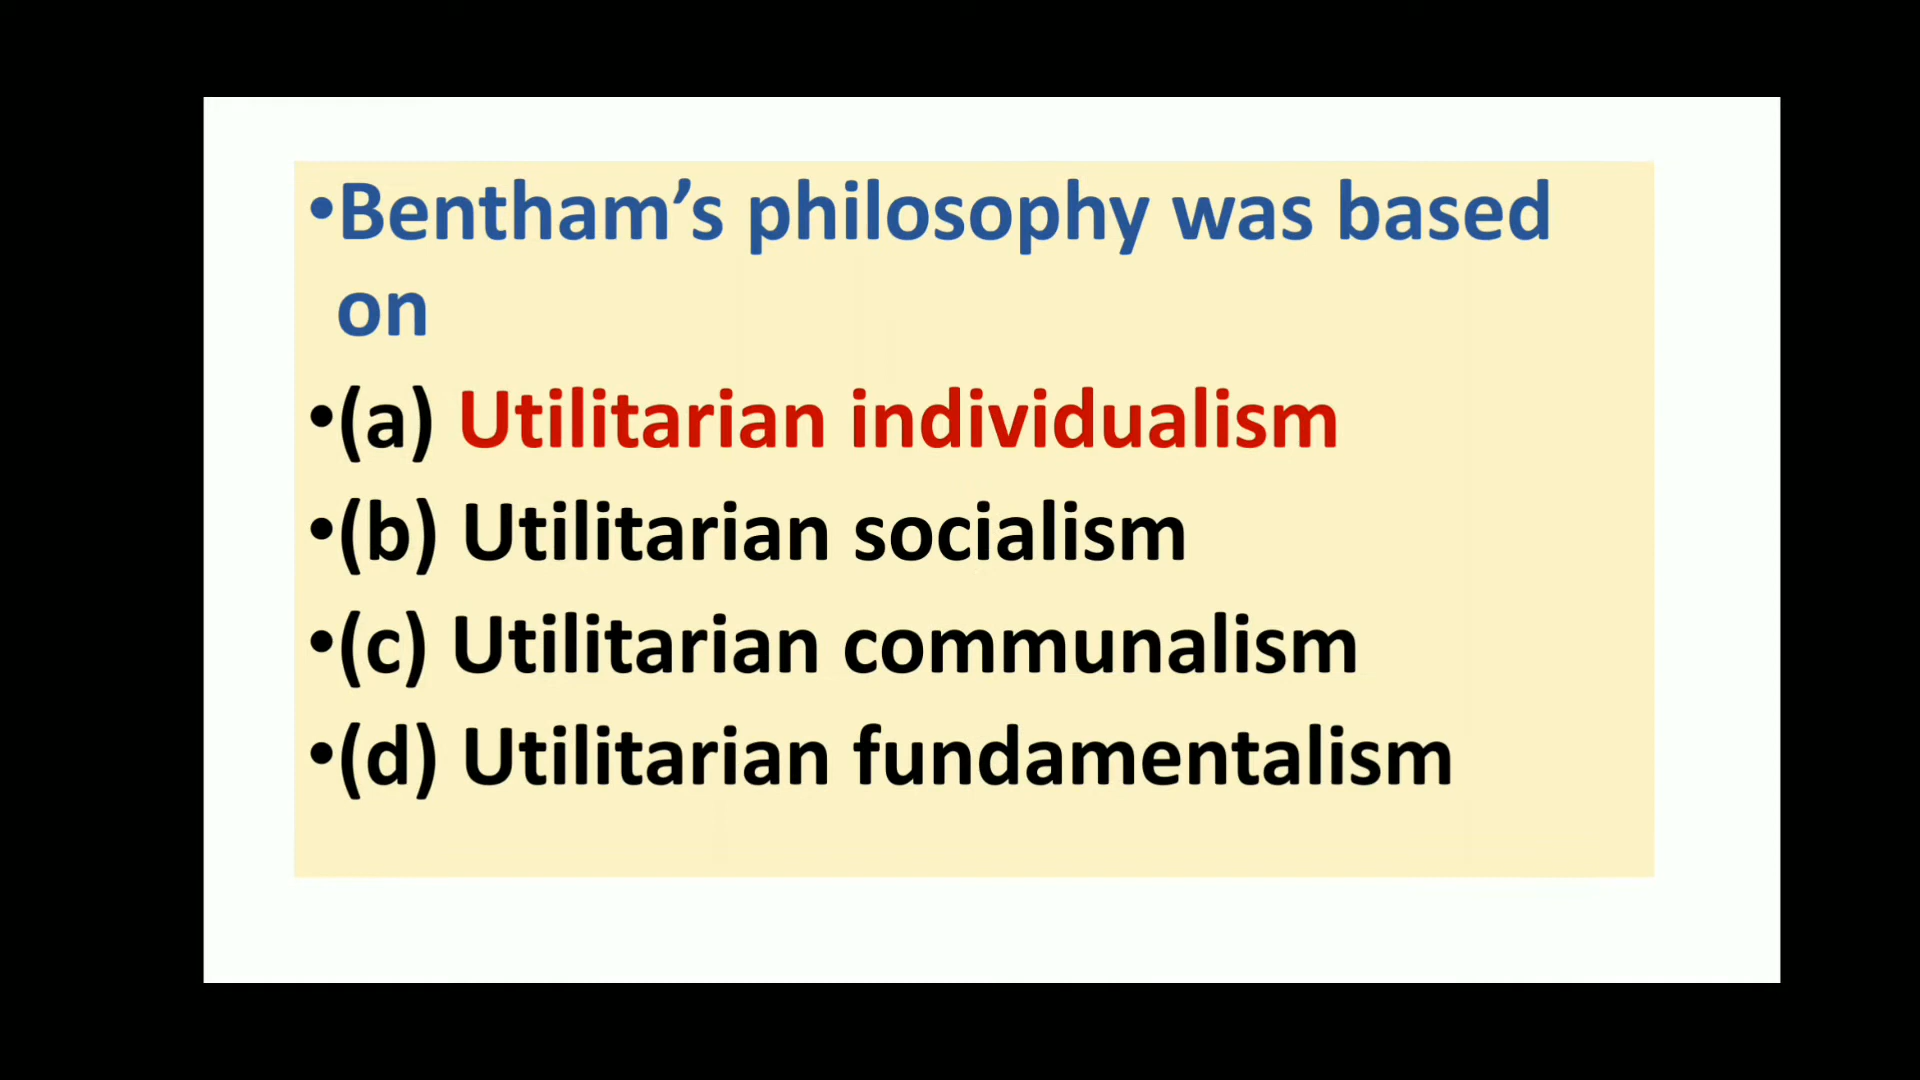 •Bentham’s philosophy was based
on
•(a) Utilitarian individualism
•(b) Utilitarian socialism
•(c) Utilitarian communalism
•(d) Utilitarian fundamentalism